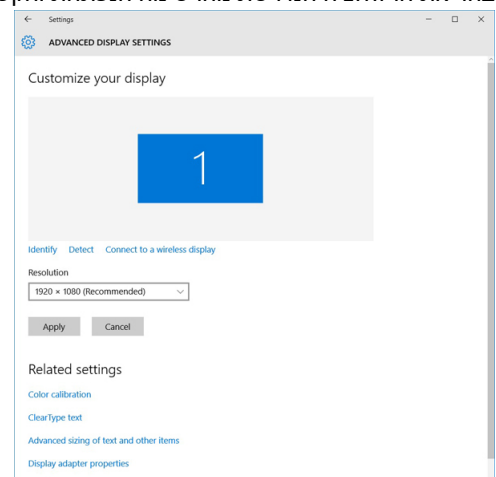 Settings
ADVANCED DISPLAY SETTINGS
Customize your display
1
Identify Detect Connect to a wireless display
Resolution
1920 × 1080 (Recommended)
Apply Cancel
Related settings
Color calibration
ClearType text
Advanced sizing of text and other items
Display adapter properties